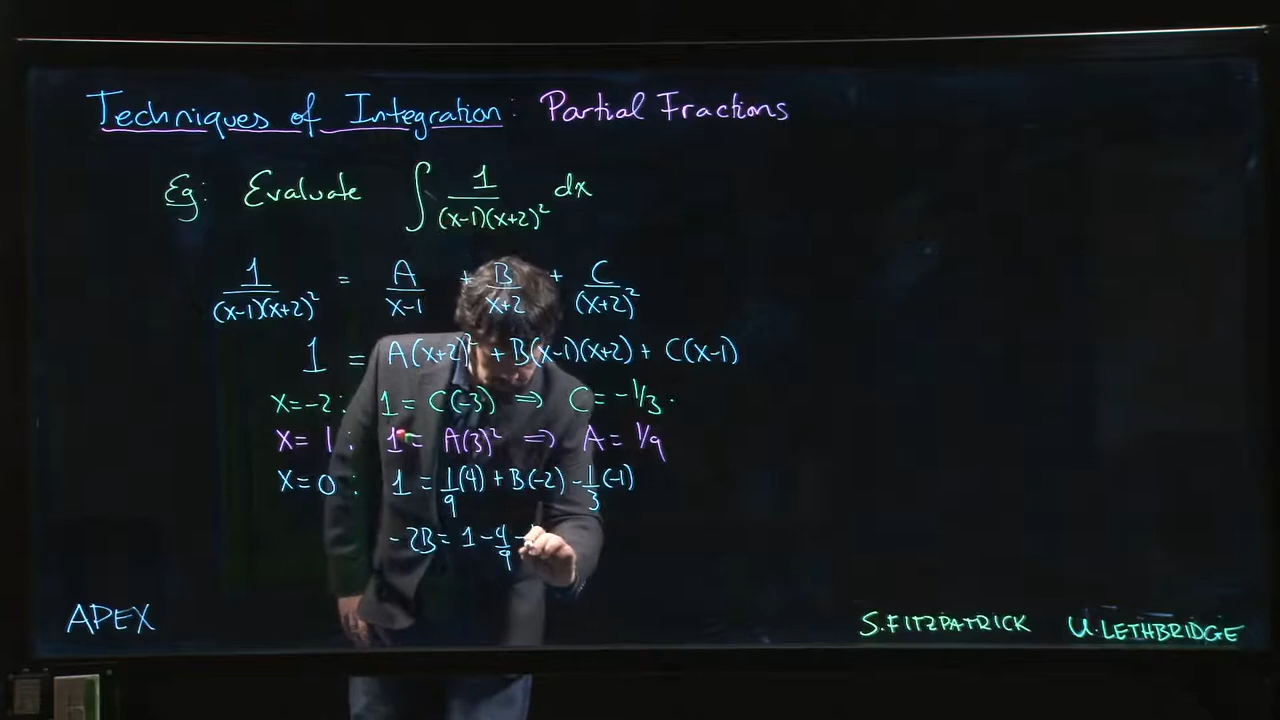 Techniques of Integration: Partial Fractions
Eg: Evaluate ∫ 1/((x-1)(x+2)²) dx
1/((x-1)(x+2)²) = A/(x-1) + B/(x+2) + C/(x+2)²
1 = A(x+2)² + B(x-1)(x+2) + C(x-1)
x=-2: 1 = C(-3) ⇒ C = -1/3.
x=1: 1 = A(3)² ⇒ A = 1/9
x=0: 1 = 1/9(4) + B(-2) - 1/3(-1)
-2B = 1 - 4/9 -
APEX
S. FITZPATRICK U. LETHBRIDGE